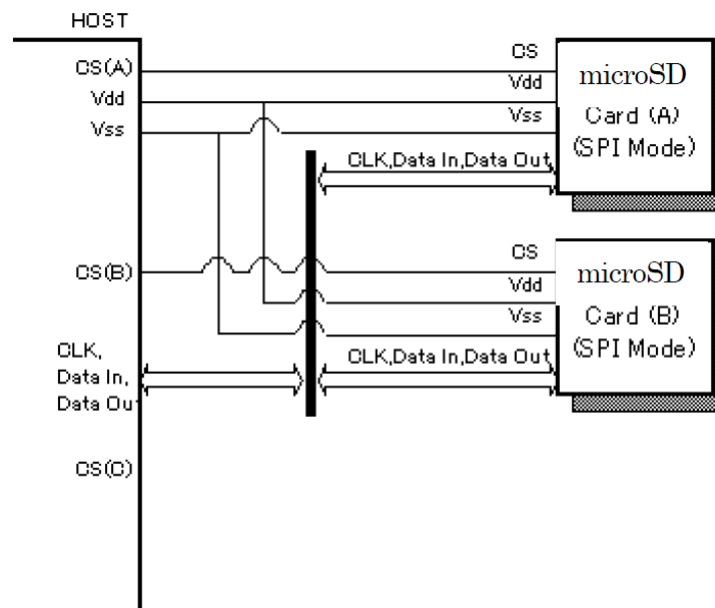 HOST
CS(A)
Vdd
Vss
CS
Vdd
Vss
microSD
Card (A)
(SPI Mode)
CLK,Data In,Data Out
CS(B)
CS
Vdd
Vss
microSD
Card (B)
(SPI Mode)
CLK,Data In,Data Out
CLK,
Data In,
Data Out
CS(C)